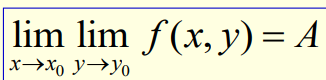 lim lim f(x, y) = A
x→x₀ y→y₀